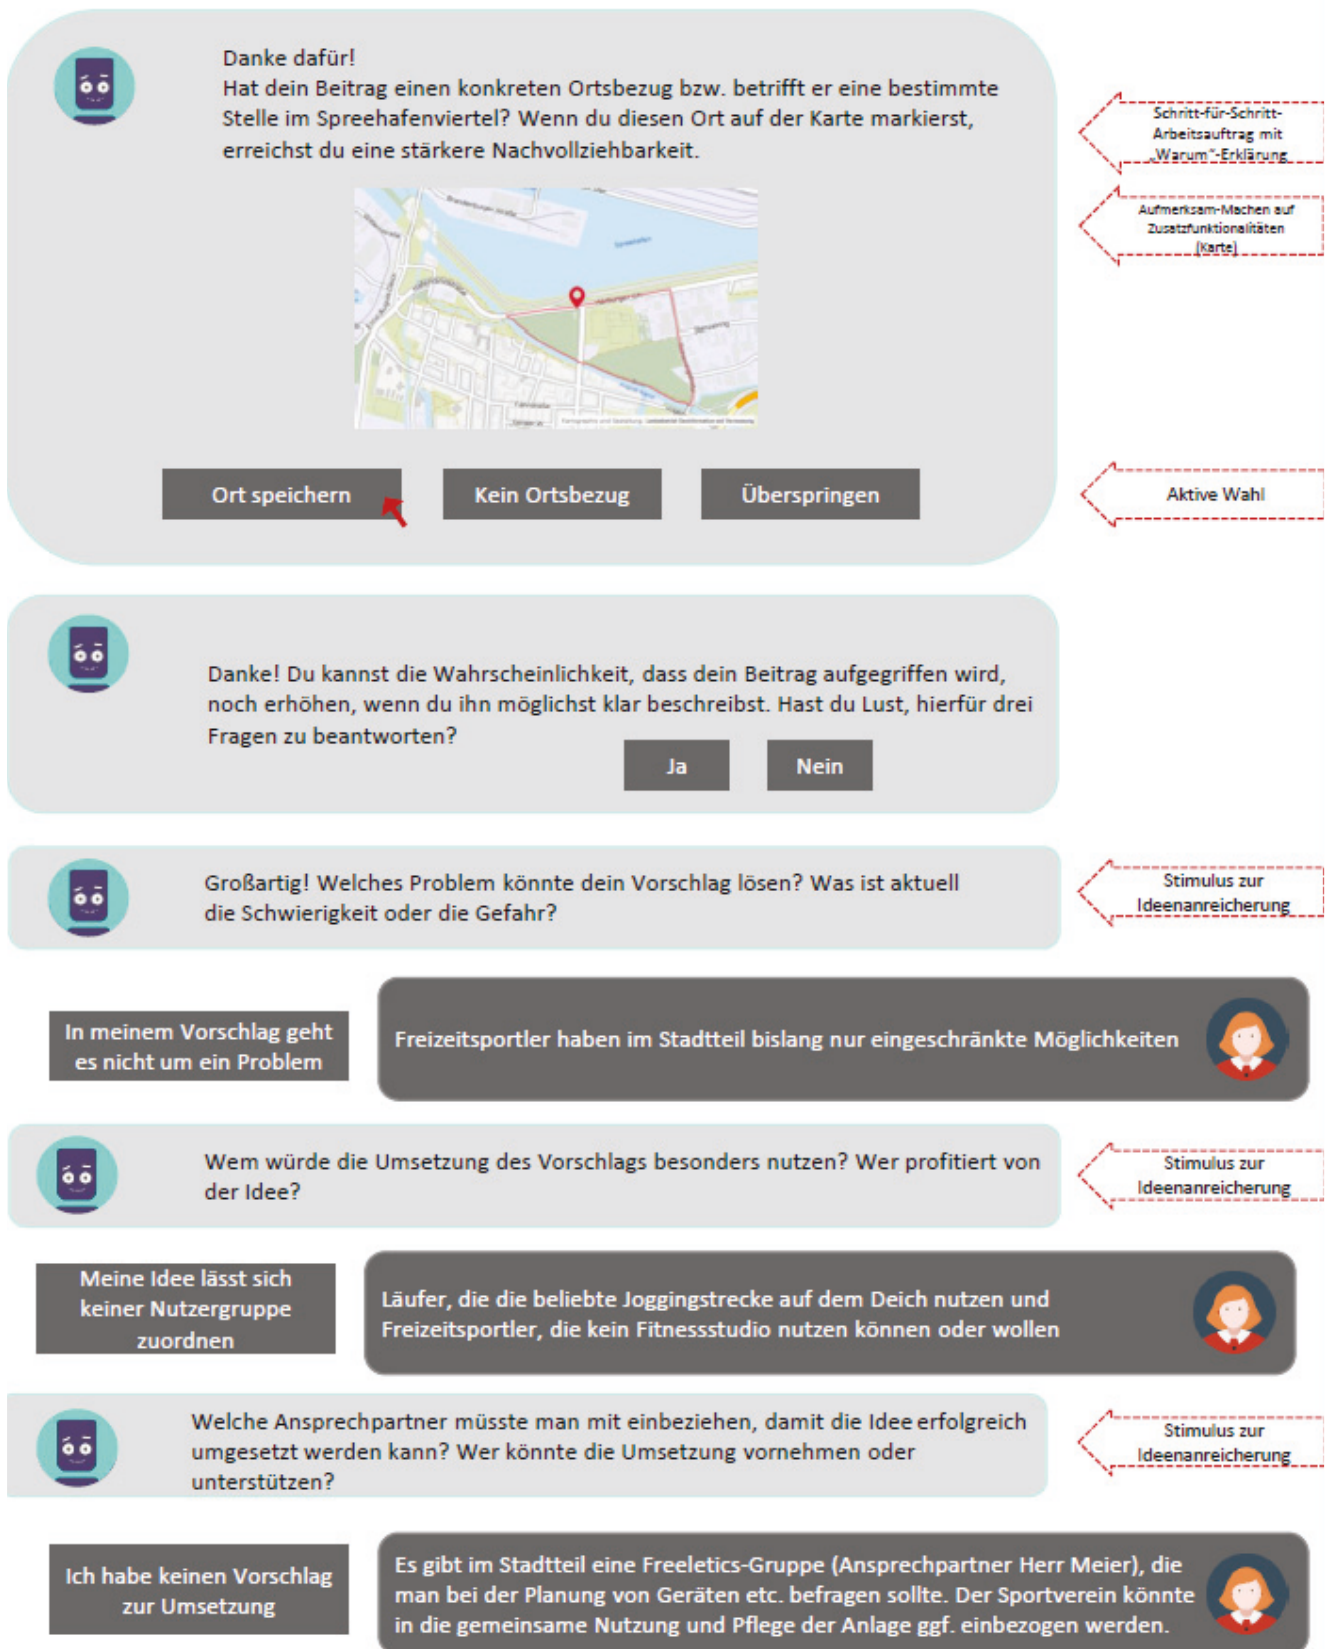 Danke dafür!
Hat dein Beitrag einen konkreten Ortsbezug bzw. betrifft er eine bestimmte
Stelle im Spreehafenviertel? Wenn du diesen Ort auf der Karte markierst,
erreichst du eine stärkere Nachvollziehbarkeit.
Schritt-für-Schritt-
Arbeitsauftrag mit
„Warum“-Erklärung
Aufmerksam-Machen auf
Zusatzfunktionalitäten
(Karte)
Ort speichern
Kein Ortsbezug
Überspringen
Aktive Wahl
Danke! Du kannst die Wahrscheinlichkeit, dass dein Beitrag aufgegriffen wird,
noch erhöhen, wenn du ihn möglichst klar beschreibst. Hast du Lust, hierfür drei
Fragen zu beantworten?
Ja
Nein
Großartig! Welches Problem könnte dein Vorschlag lösen? Was ist aktuell
die Schwierigkeit oder die Gefahr?
Stimulus zur
Ideenanreicherung
In meinem Vorschlag geht
es nicht um ein Problem
Freizeitsportler haben im Stadtteil bislang nur eingeschränkte Möglichkeiten
Wem würde die Umsetzung des Vorschlags besonders nutzen? Wer profitiert von
der Idee?
Stimulus zur
Ideenanreicherung
Meine Idee lässt sich
keiner Nutzergruppe
zuordnen
Läufer, die die beliebte Joggingstrecke auf dem Deich nutzen und
Freizeitsportler, die kein Fitnessstudio nutzen können oder wollen
Welche Ansprechpartner müsste man mit einbeziehen, damit die Idee erfolgreich
umgesetzt werden kann? Wer könnte die Umsetzung vornehmen oder
unterstützen?
Stimulus zur
Ideenanreicherung
Ich habe keinen Vorschlag
zur Umsetzung
Es gibt im Stadtteil eine Freeletics-Gruppe (Ansprechpartner Herr Meier), die
man bei der Planung von Geräten etc. befragen sollte. Der Sportverein könnte
in die gemeinsame Nutzung und Pflege der Anlage ggf. einbezogen werden.